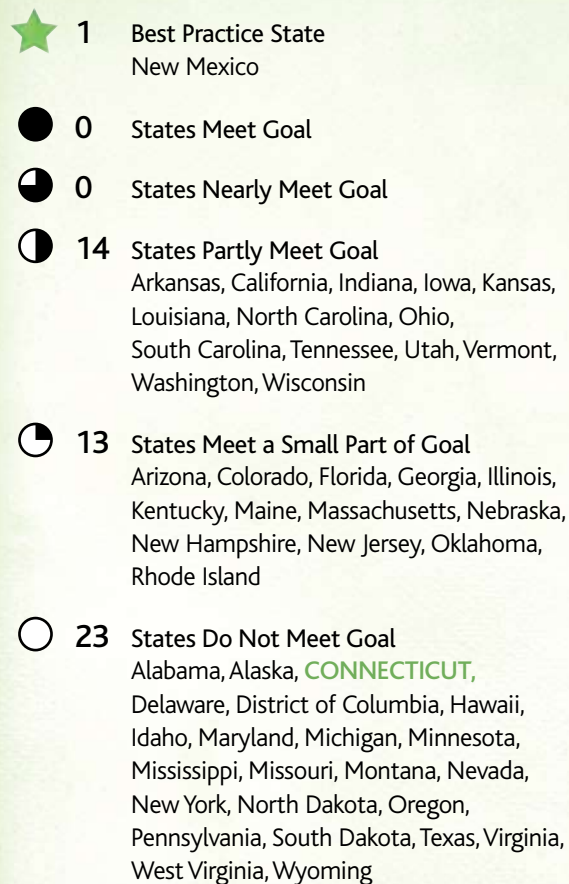 1 Best Practice State
New Mexico
0 States Meet Goal
0 States Nearly Meet Goal
14 States Partly Meet Goal
Arkansas, California, Indiana, Iowa, Kansas,
Louisiana, North Carolina, Ohio,
South Carolina, Tennessee, Utah, Vermont,
Washington, Wisconsin
13 States Meet a Small Part of Goal
Arizona, Colorado, Florida, Georgia, Illinois,
Kentucky, Maine, Massachusetts, Nebraska,
New Hampshire, New Jersey, Oklahoma,
Rhode Island
23 States Do Not Meet Goal
Alabama, Alaska, CONNECTICUT,
Delaware, District of Columbia, Hawaii,
Idaho, Maryland, Michigan, Minnesota,
Mississippi, Missouri, Montana, Nevada,
New York, North Dakota, Oregon,
Pennsylvania, South Dakota, Texas, Virginia,
West Virginia, Wyoming